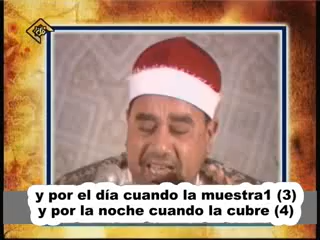 y por el día cuando la muestra1 (3)
y por la noche cuando la cubre (4)